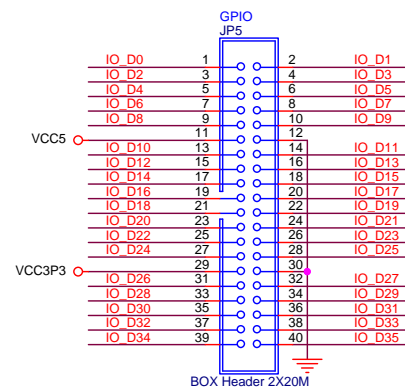 GPIO
JP5
IO_D0 1 2 IO_D1
IO_D2 3 4 IO_D3
IO_D4 5 6 IO_D5
IO_D6 7 8 IO_D7
IO_D8 9 10 IO_D9
VCC5 11 12
IO_D10 13 14 IO_D11
IO_D12 15 16 IO_D13
IO_D14 17 18 IO_D15
IO_D16 19 20 IO_D17
IO_D18 21 22 IO_D19
IO_D20 23 24 IO_D21
IO_D22 25 26 IO_D23
IO_D24 27 28 IO_D25
VCC3P3 29 30
IO_D26 31 32 IO_D27
IO_D28 33 34 IO_D29
IO_D30 35 36 IO_D31
IO_D32 37 38 IO_D33
IO_D34 39 40 IO_D35
BOX Header 2X20M